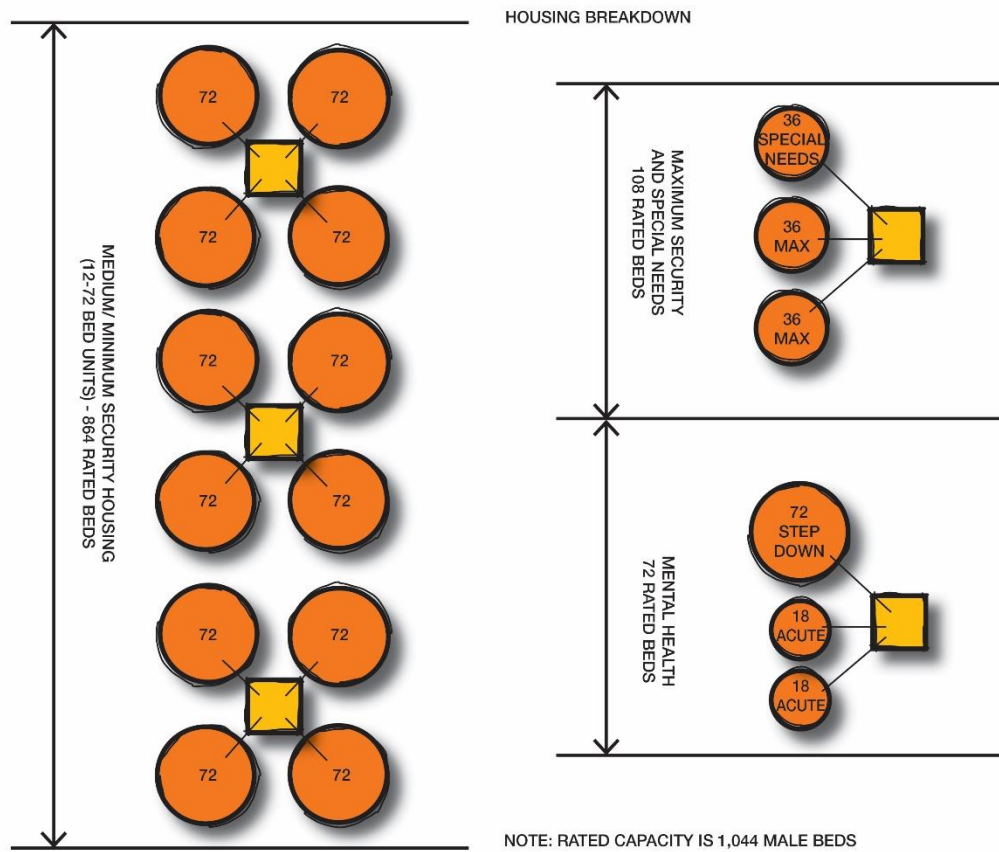 HOUSING BREAKDOWN
MEDIUM/ MINIMUM SECURITY HOUSING
(12-72 BED UNITS) - 864 RATED BEDS
72
72
72
72
72
72
72
72
72
72
72
72
MAXIMUM SECURITY
AND SPECIAL NEEDS
108 RATED BEDS
36
SPECIAL
NEEDS
36
MAX
36
MAX
MENTAL HEALTH
72 RATED BEDS
72
STEP
DOWN
18
ACUTE
18
ACUTE
NOTE: RATED CAPACITY IS 1,044 MALE BEDS